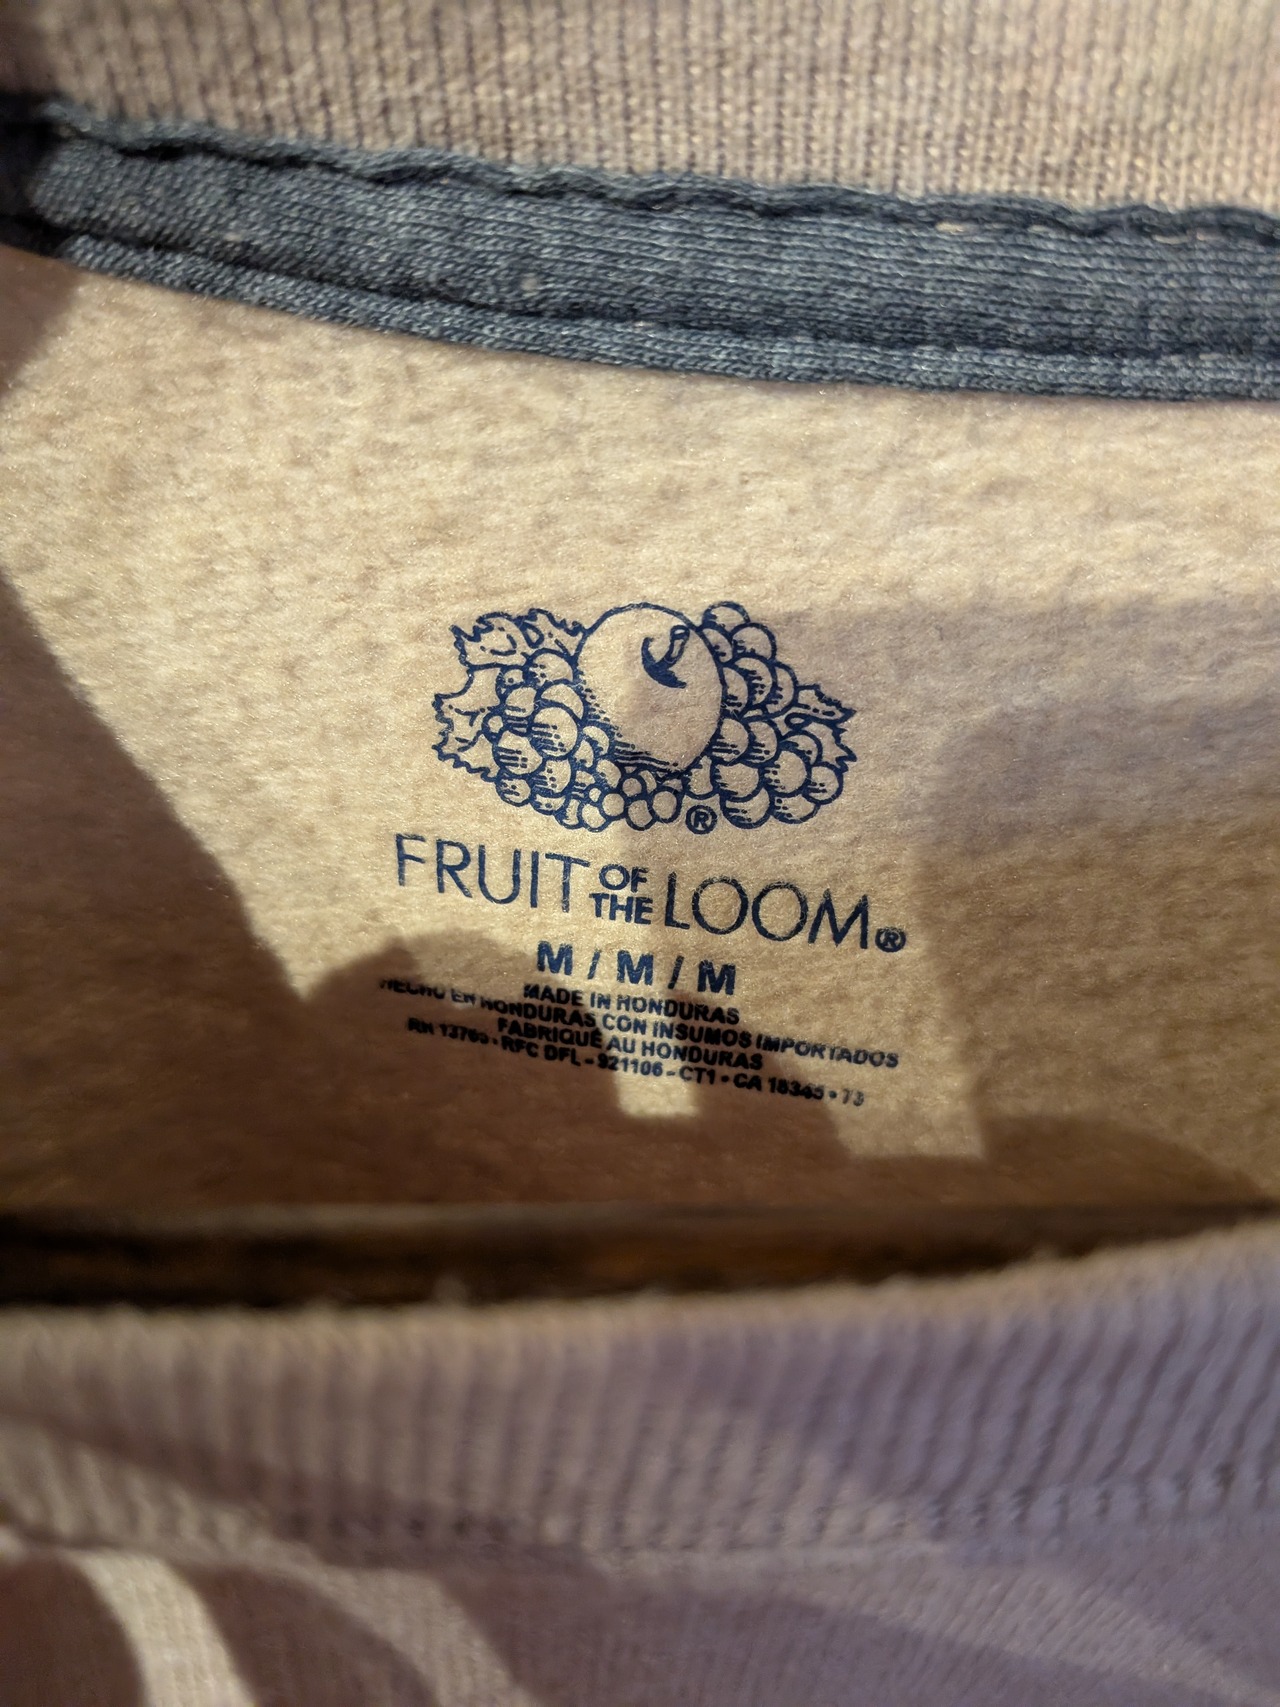 ®
FRUIT OF THE LOOM®
M / M / M
MADE IN HONDURAS
HECHO EN HONDURAS CON INSUMOS IMPORTADOS
FABRIQUÉ AU HONDURAS
RN 13765 • RFC DFL - 921106 - CT1 • CA 18345 • 73